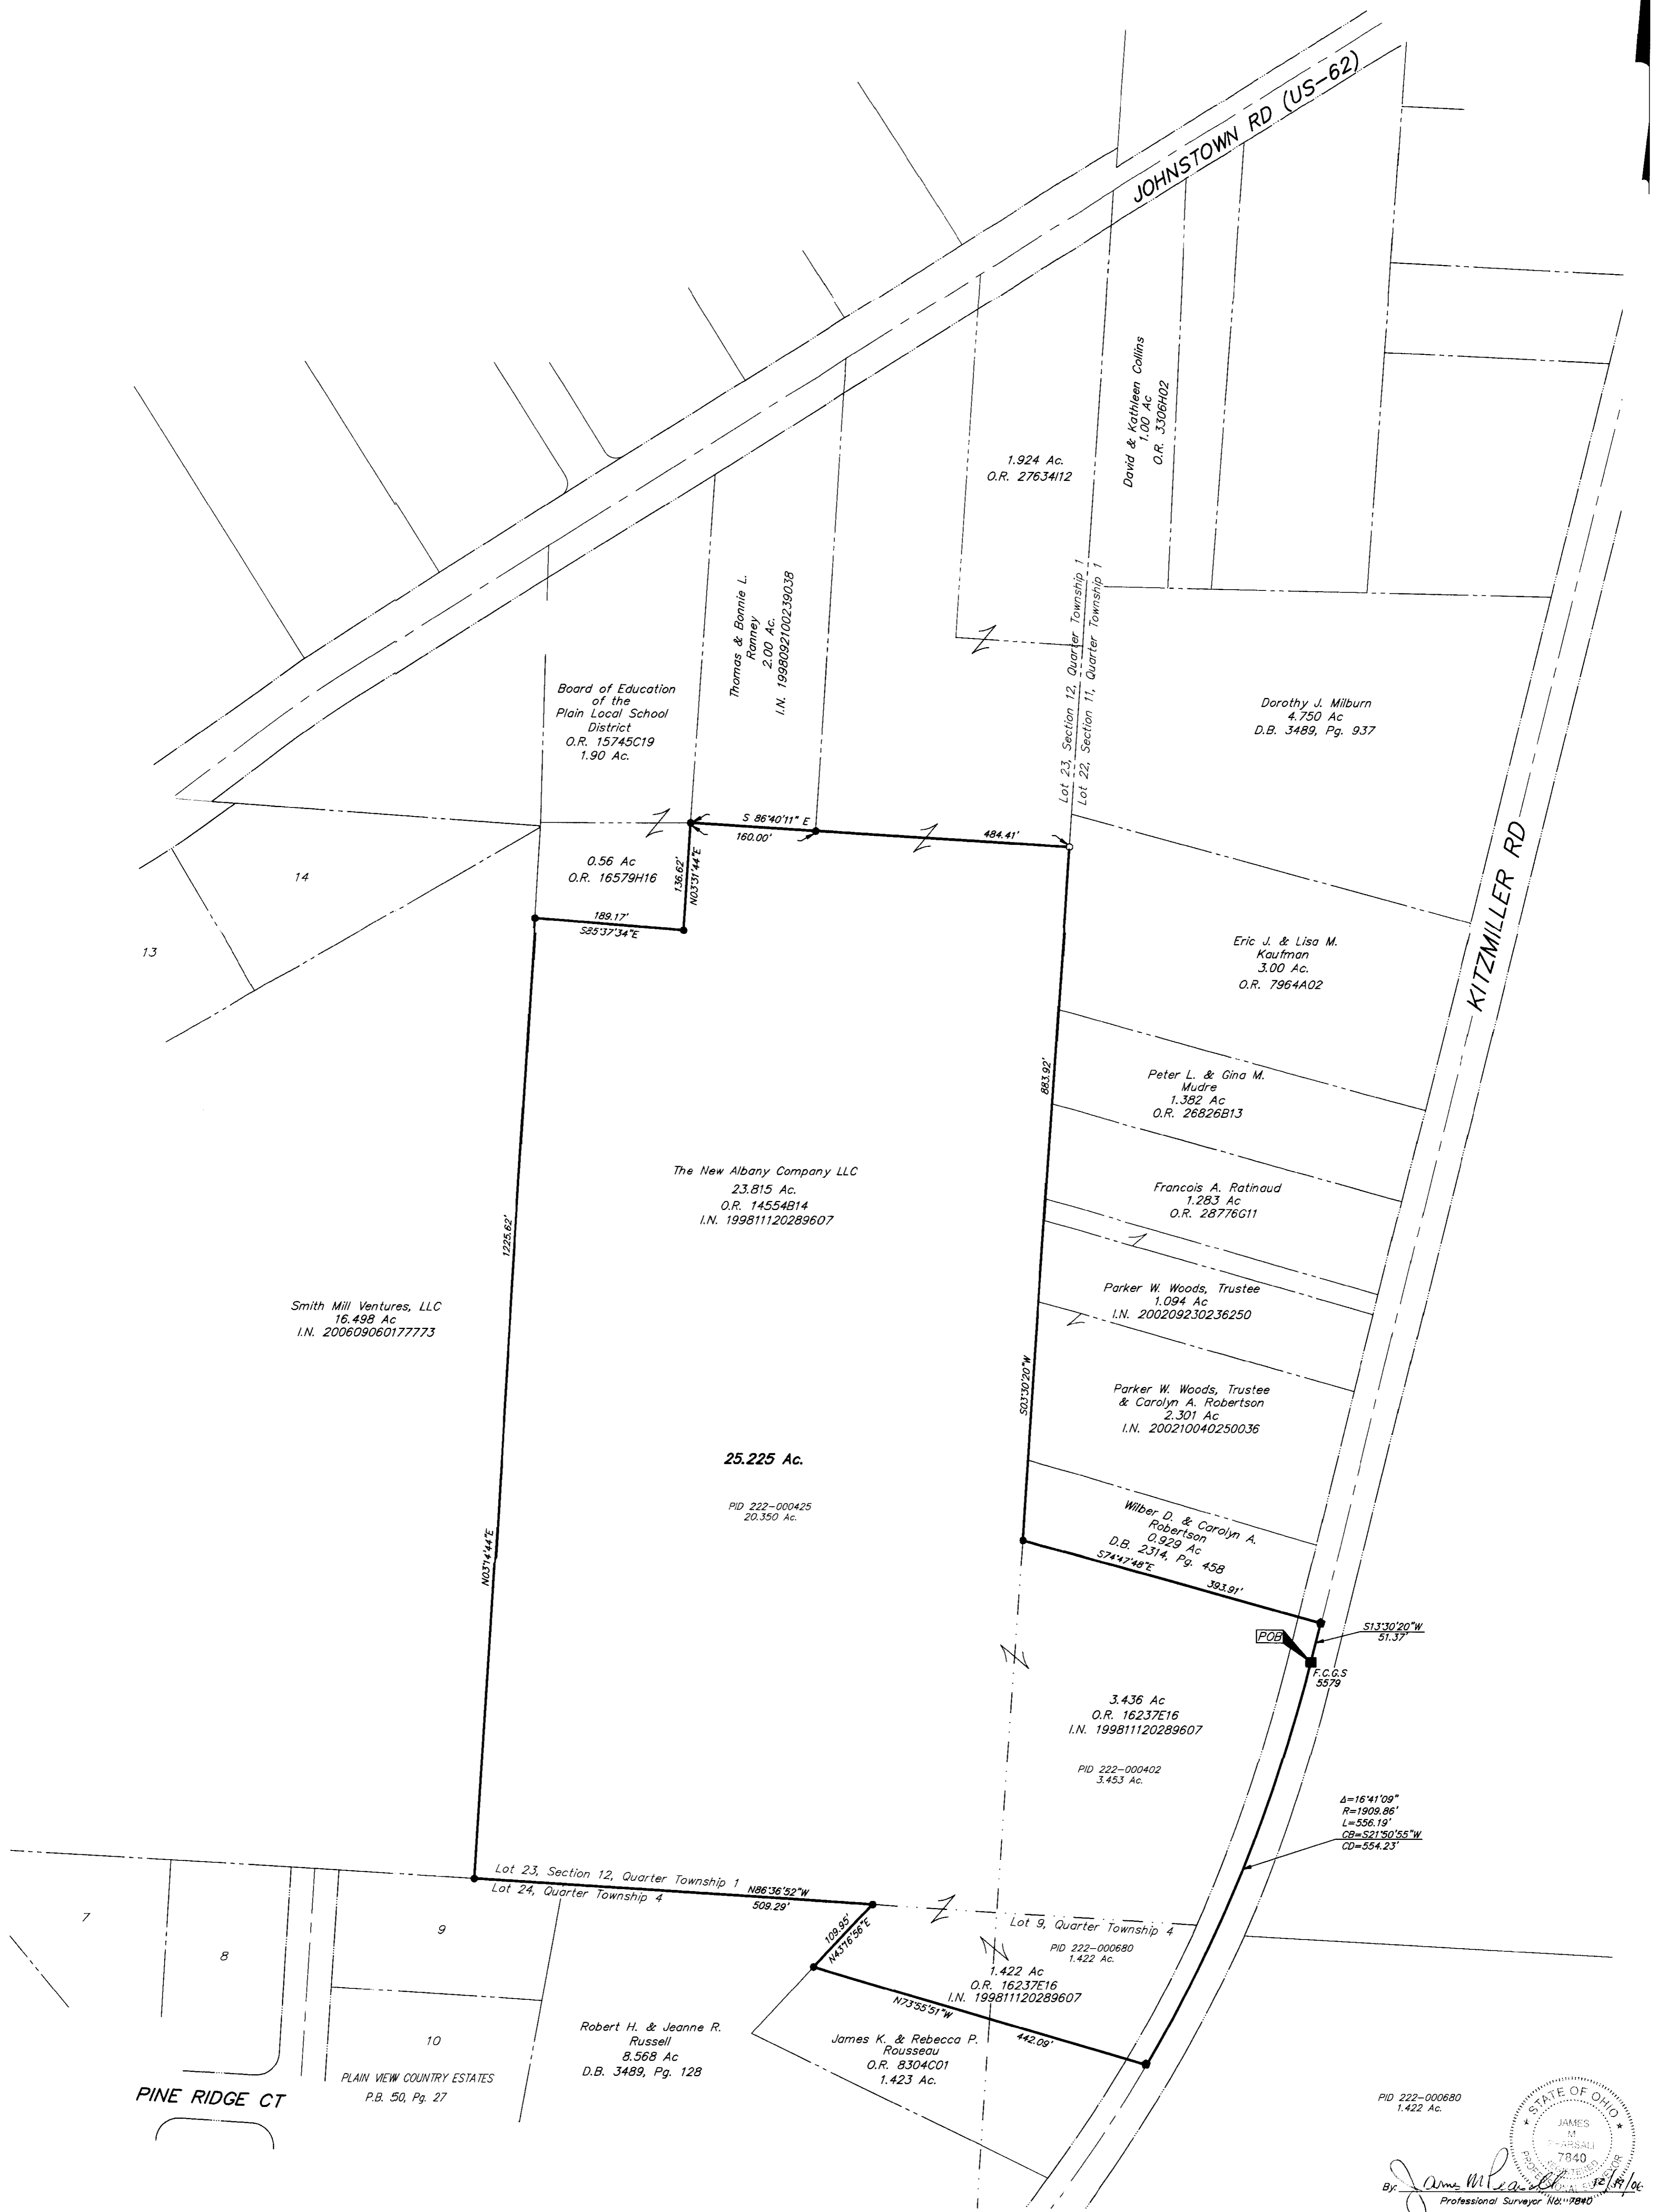 JOHNSTOWN RD (US-62)
David & Kathleen Collins
1.00 Ac
O.R. 3306H02
1.924 Ac.
O.R. 27634I12
Thomas & Bonnie L.
Ranney
2.00 Ac.
I.N. 199809210239038
Lot 23, Section 12, Quarter Township 1
Lot 22, Section 11, Quarter Township 1
Board of Education
of the
Plain Local School
District
O.R. 15745C19
1.90 Ac.
Dorothy J. Milburn
4.750 Ac
D.B. 3489, Pg. 937
S 86°40'11" E
160.00'
484.41'
0.56 Ac
O.R. 16579H16
136.62'
N03°31'44"E
189.17'
S85°37'34"E
14
13
KITZMILLER RD
Eric J. & Lisa M.
Kaufman
3.00 Ac.
O.R. 7964A02
883.92'
Peter L. & Gina M.
Mudre
1.382 Ac
O.R. 26826B13
The New Albany Company LLC
23.815 Ac.
O.R. 14554B14
I.N. 199811120289607
Francois A. Ratinaud
1.283 Ac
O.R. 28776G11
1225.62'
Smith Mill Ventures, LLC
16.498 Ac
I.N. 200609060177773
Parker W. Woods, Trustee
1.094 Ac
I.N. 200209230236250
S03°30'20"W
Parker W. Woods, Trustee
& Carolyn A. Robertson
2.301 Ac
I.N. 200210040250036
25.225 Ac.
PID 222-000425
20.350 Ac.
N03°14'44"E
Wilber D. & Carolyn A.
Robertson
0.929 Ac
D.B. 2314, Pg. 458
S74°47'48"E
393.91'
S13°30'20"W
51.37'
POB
F.C.G.S
5579
3.436 Ac
O.R. 16237E16
I.N. 199811120289607
PID 222-000402
3.453 Ac.
Δ=16°41'09"
R=1909.86'
L=556.19'
CB=S21°50'55"W
CD=554.23'
Lot 23, Section 12, Quarter Township 1
Lot 24, Quarter Township 4
N86°36'52"W
509.29'
109.95'
N43°16'56"E
Lot 9, Quarter Township 4
PID 222-000680
1.422 Ac.
1.422 Ac
O.R. 16237E16
I.N. 199811120289607
N73°55'51"W
442.09'
7
8
9
10
PLAIN VIEW COUNTRY ESTATES
P.B. 50, Pg. 27
PINE RIDGE CT
Robert H. & Jeanne R.
Russell
8.568 Ac
D.B. 3489, Pg. 128
James K. & Rebecca P.
Rousseau
O.R. 8304C01
1.423 Ac.
PID 222-000680
1.422 Ac.
STATE OF OHIO
JAMES
M
7840
By:
Professional Surveyor No. 7840